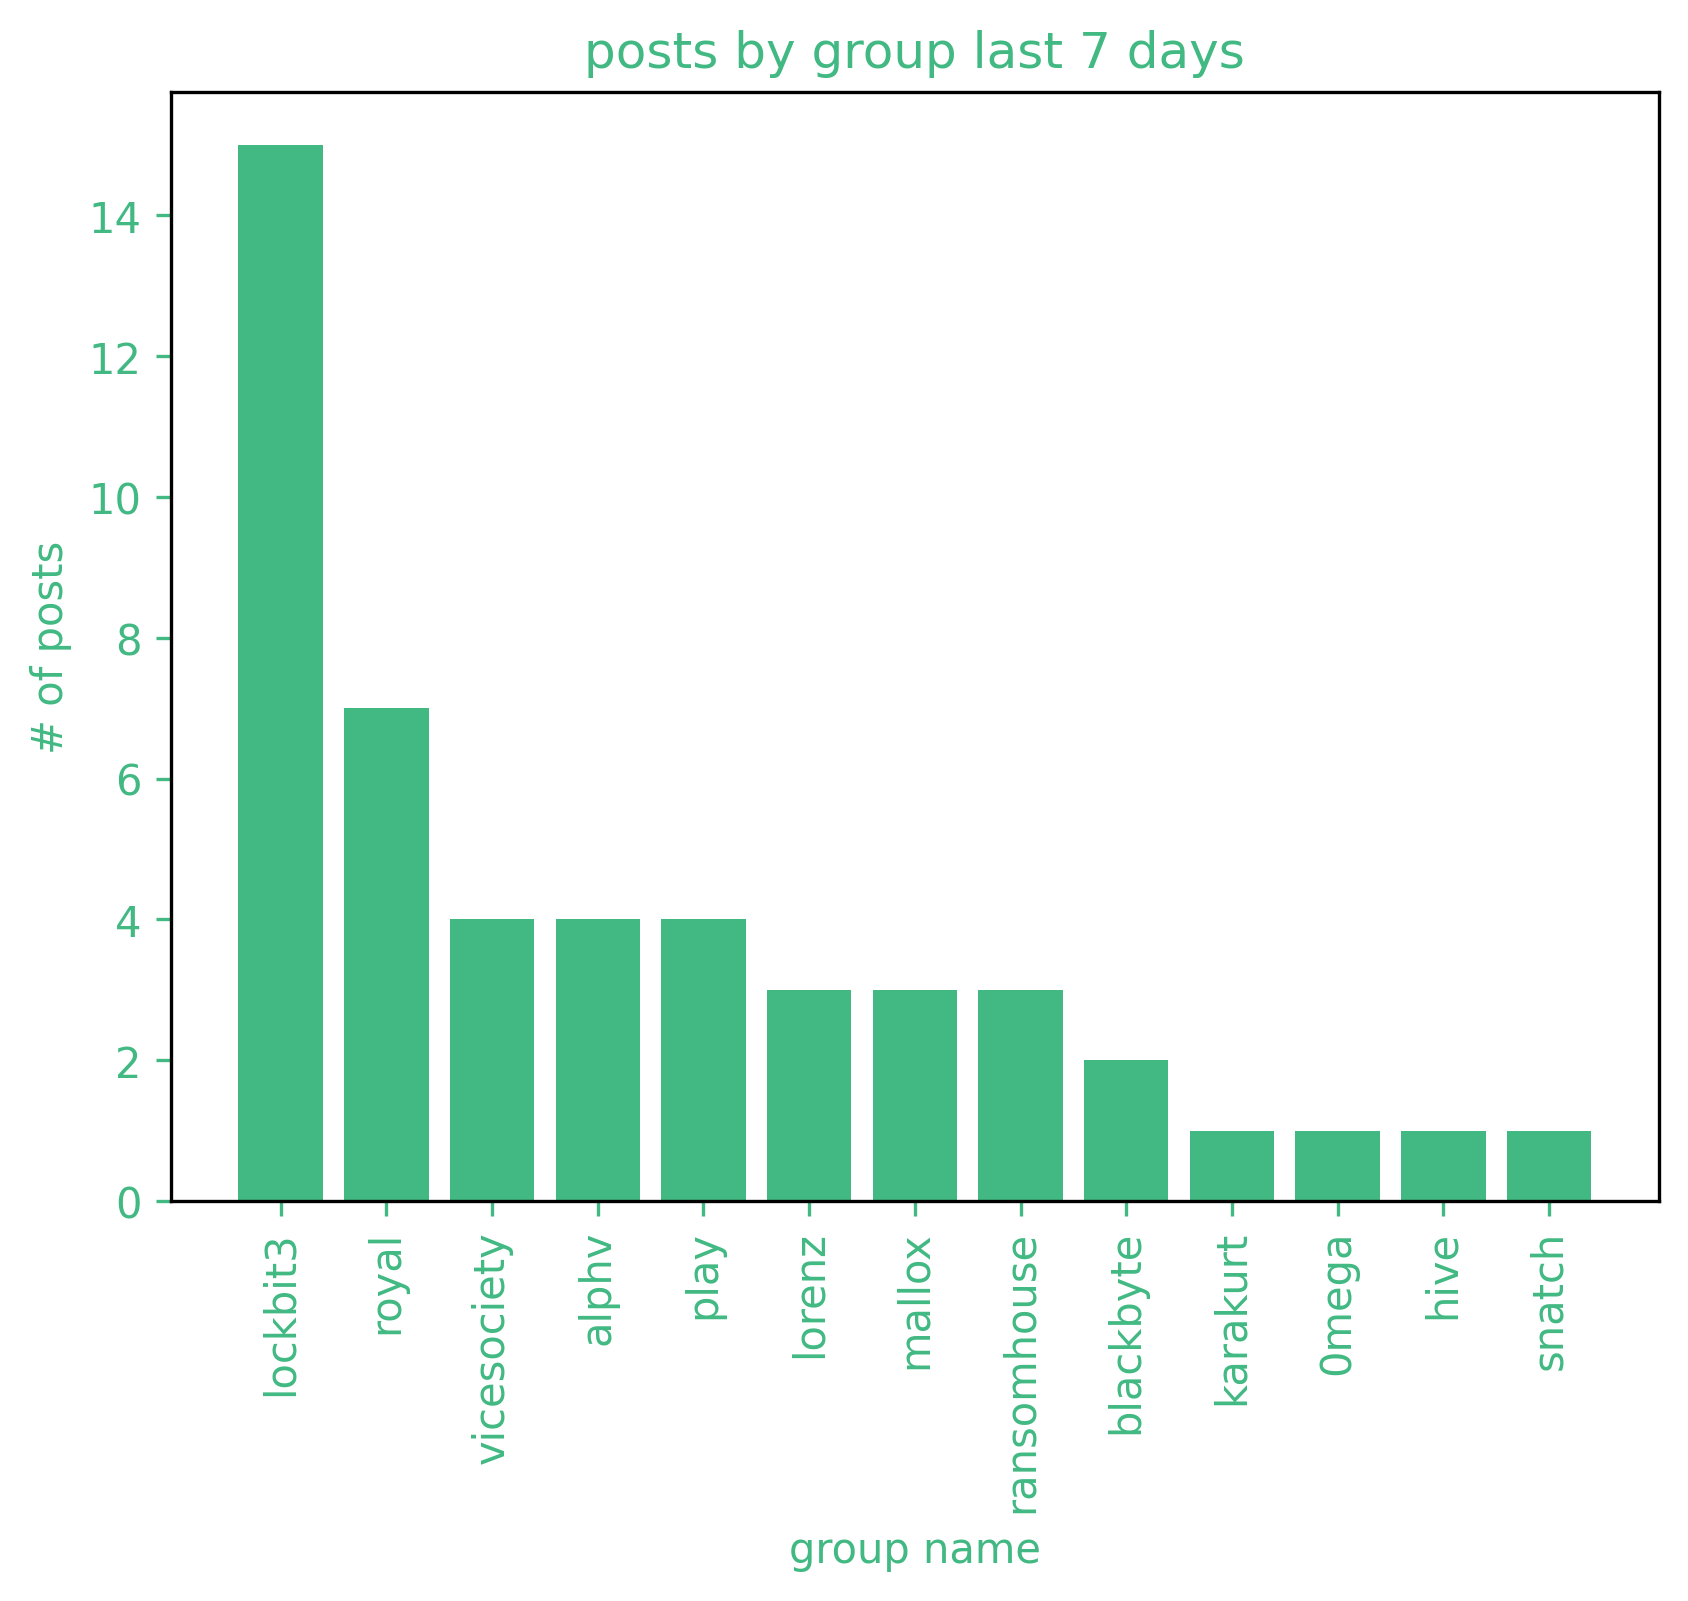 posts by group last 7 days
# of posts
14
12
10
8
6
4
2
0
lockbit3
royal
vicesociety
alphv
play
lorenz
mallox
ransomhouse
blackbyte
karakurt
0mega
hive
snatch
group name